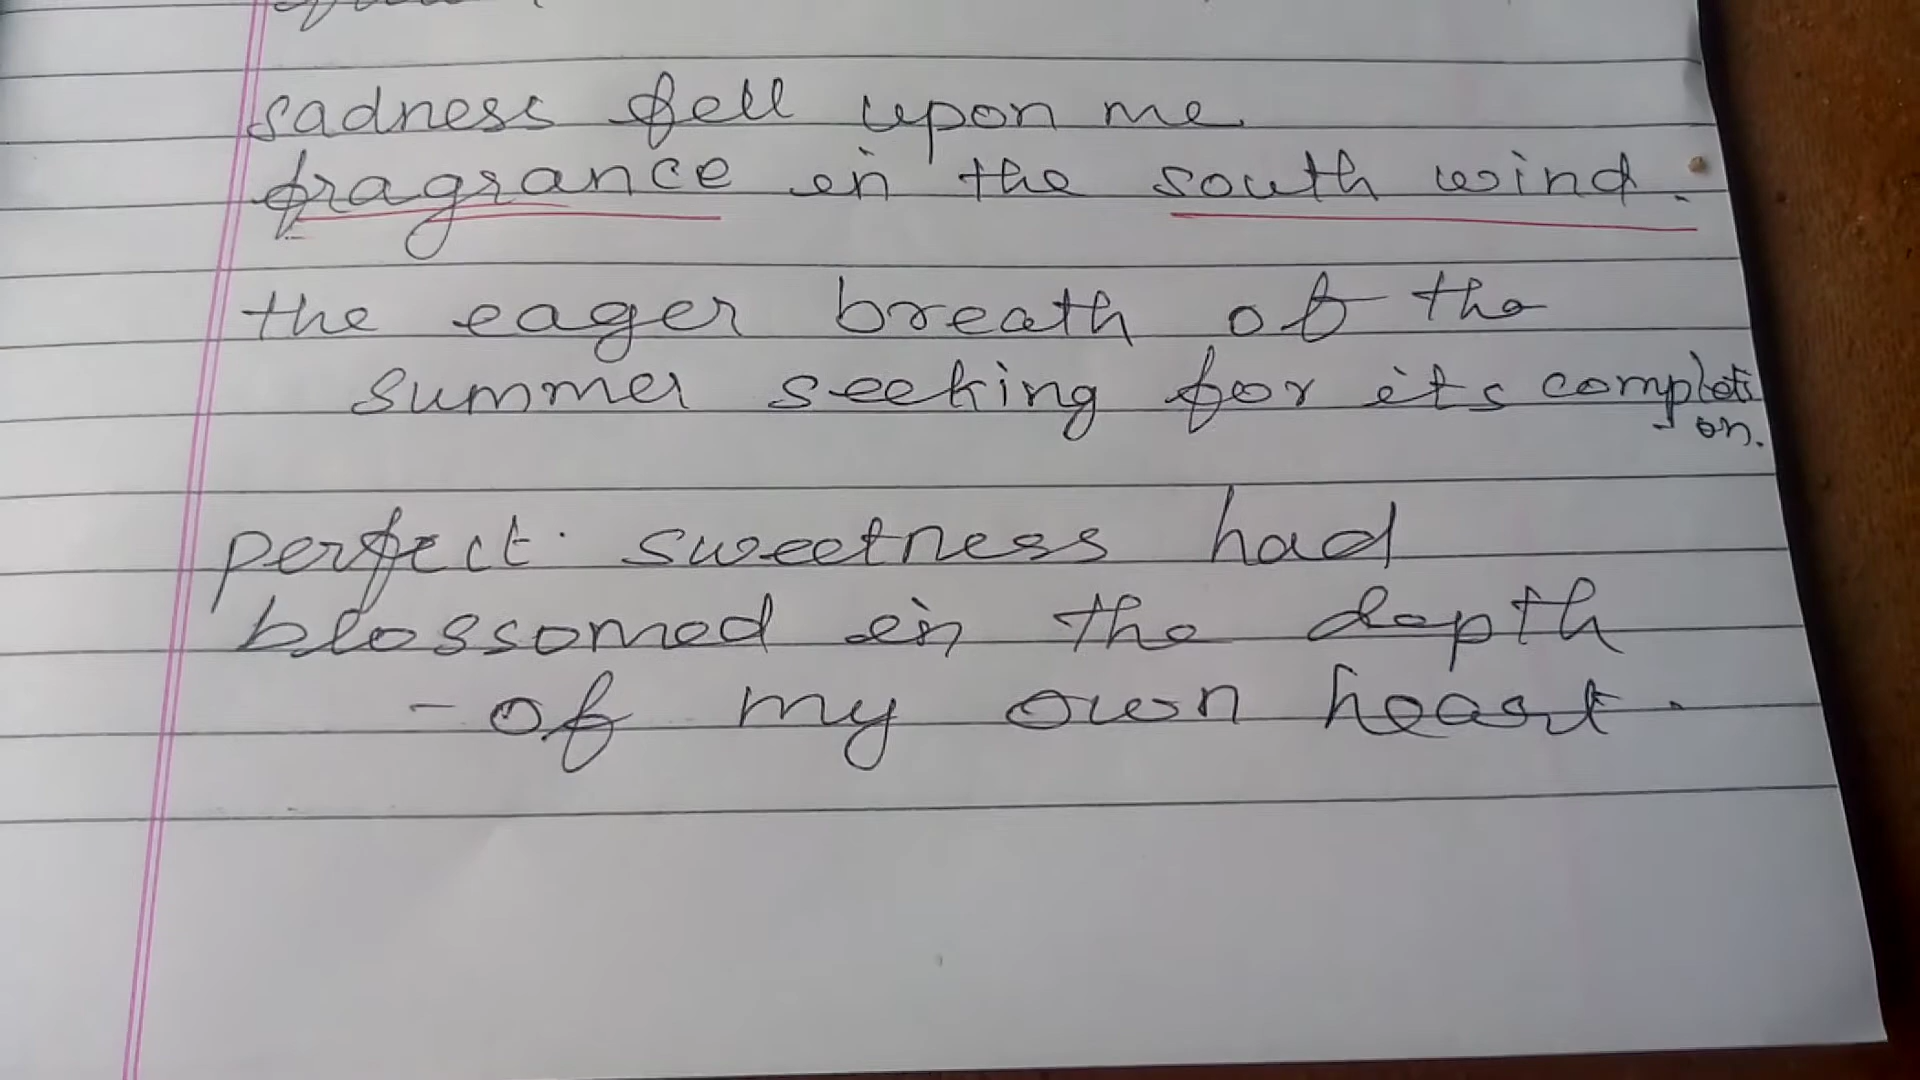 sadness fell upon me
fragrance in the south wind.
the eager breath of the
summer seeking for its completi
on.
perfect sweetness had
blossomed in the depth
- of my own heart.